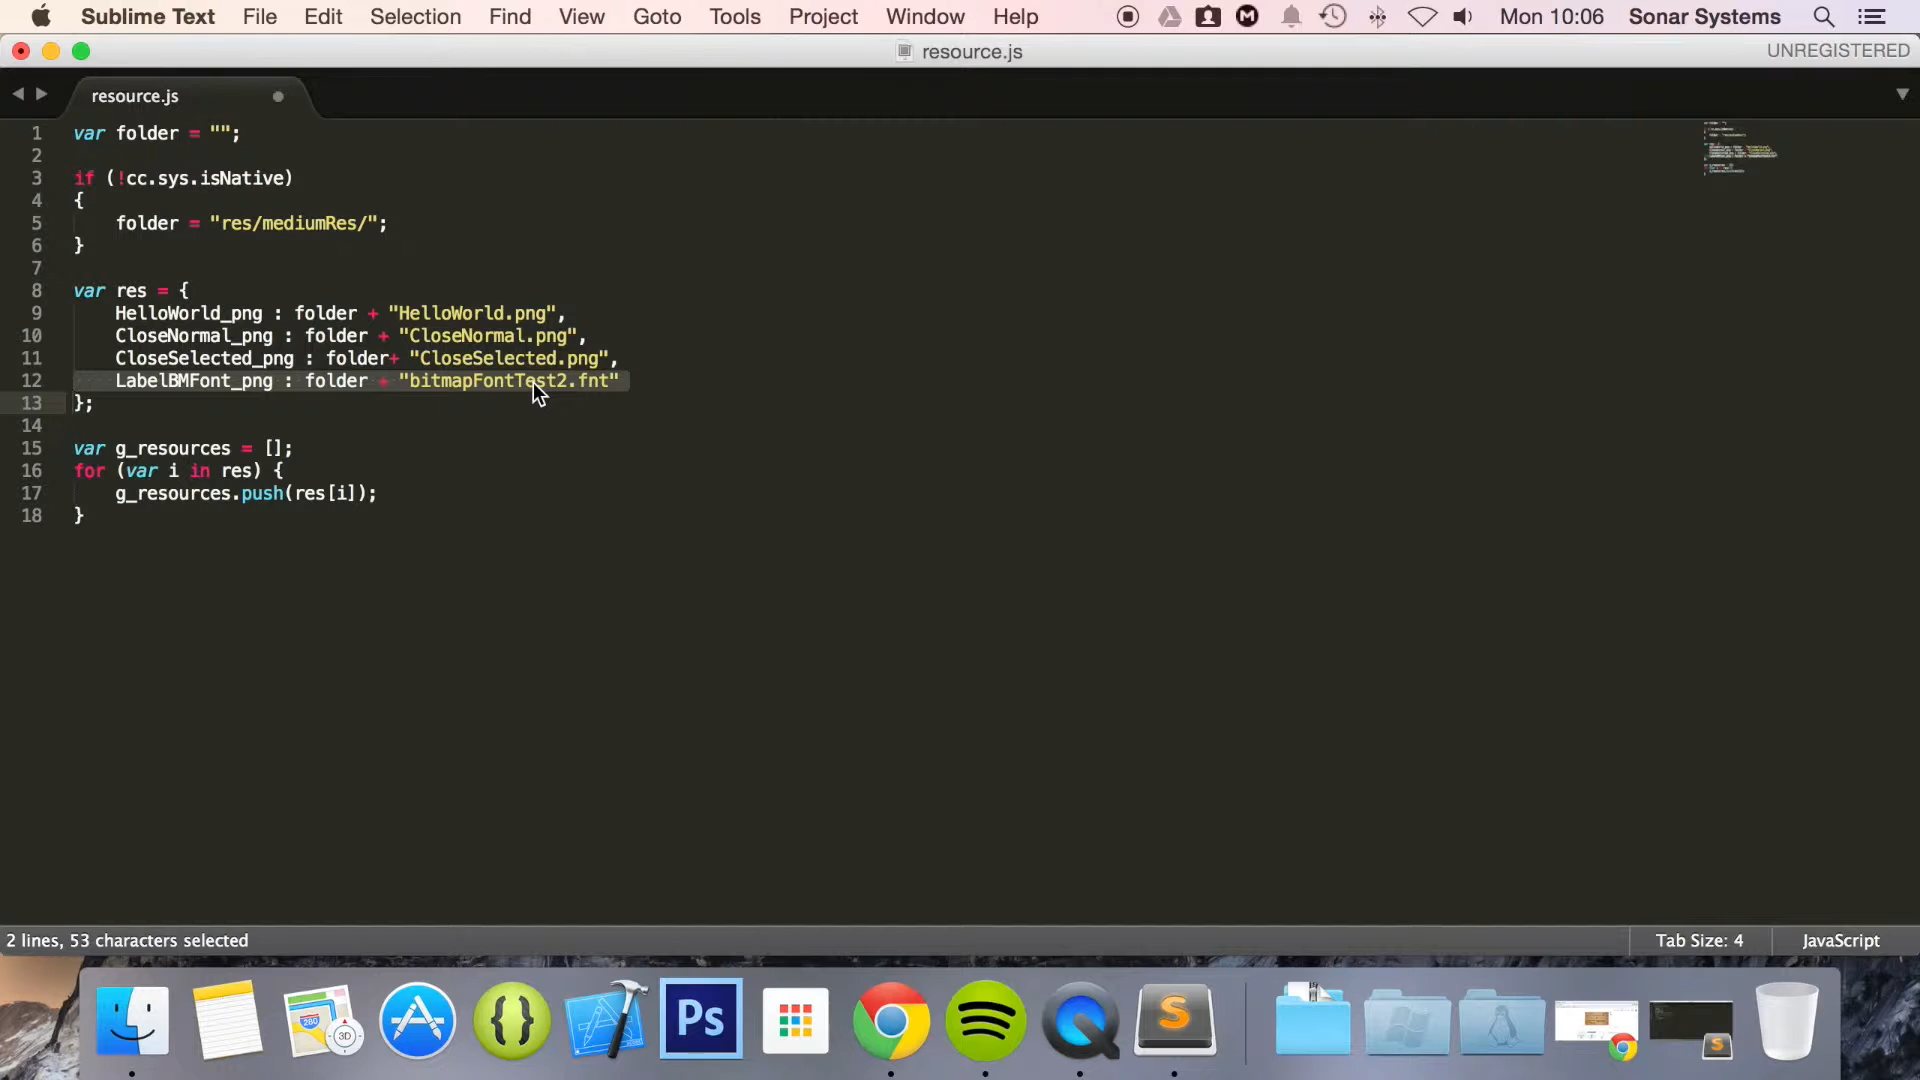 Sublime Text File Edit Selection Find View Goto Tools Project Window Help Mon 10:06 Sonar Systems
resource.js UNREGISTERED
resource.js
1 var folder = "";
2
3 if (!cc.sys.isNative)
4 {
5 folder = "res/mediumRes/";
6 }
7
8 var res = {
9 HelloWorld_png : folder + "HelloWorld.png",
10 CloseNormal_png : folder + "CloseNormal.png",
11 CloseSelected_png : folder+ "CloseSelected.png",
12 LabelBMFont_png : folder + "bitmapFontTest2.fnt"
13 };
14
15 var g_resources = [];
16 for (var i in res) {
17 g_resources.push(res[i]);
18 }
2 lines, 53 characters selected Tab Size: 4 JavaScript
280 3D {} Ps S S